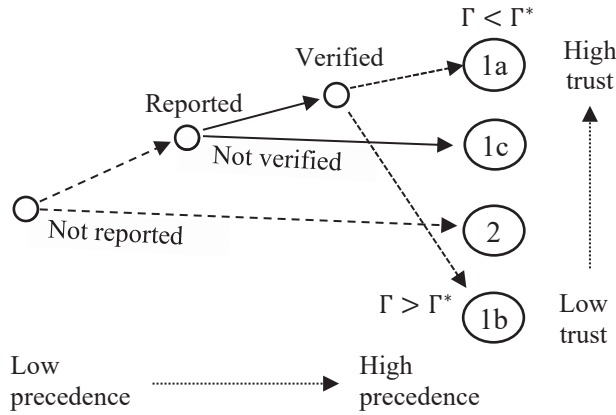 Γ < Γ*
Verified
1a
High
trust
Reported
Not verified
1c
Not reported
2
Γ > Γ*
1b
Low
trust
Low
precedence
High
precedence